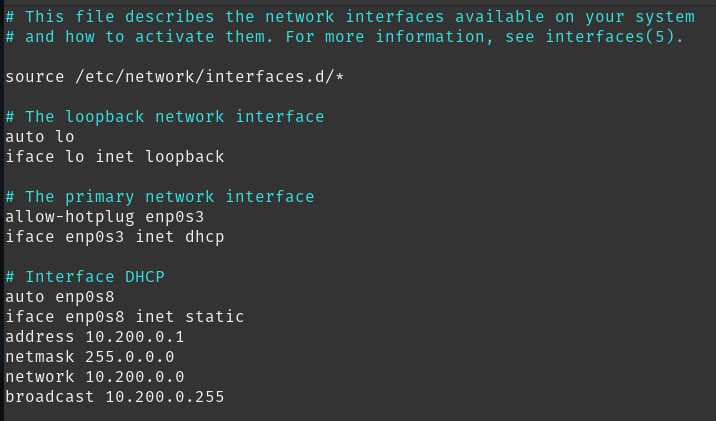 # This file describes the network interfaces available on your system
# and how to activate them. For more information, see interfaces(5).
source /etc/network/interfaces.d/*
# The loopback network interface
auto lo
iface lo inet loopback
# The primary network interface
allow-hotplug enp0s3
iface enp0s3 inet dhcp
# Interface DHCP
auto enp0s8
iface enp0s8 inet static
address 10.200.0.1
netmask 255.0.0.0
network 10.200.0.0
broadcast 10.200.0.255